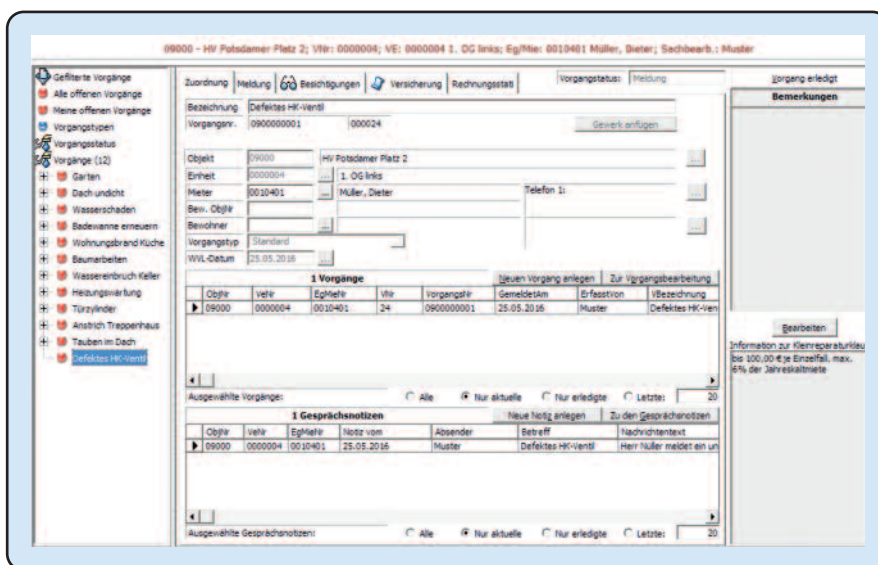 09000 - HV Potsdamer Platz 2; VNr: 0000004; VE: 0000004 1. OG links; Eg/Mie: 0010401 Müller, Dieter; Sachbearb.: Muster
Gefilterte Vorgänge
Alle offenen Vorgänge
Meine offenen Vorgänge
Vorgangstypen
Vorgangsstatus
Vorgänge (12)
Garten
Dach undicht
Wasserschaden
Badewanne erneuern
Wohnungsbrand Küche
Baumarbeiten
Wassereinbruch Keller
Heizungswartung
Türzylinder
Anstrich Treppenhaus
Tauben im Dach
Defektes HK-Ventil
Zuordnung Meldung Besichtigungen Versicherung Rechnungsstati
Vorgangsstatus: Meldung
Bezeichnung Defektes HK-Ventil
Vorgangsnr. 0900000001 000024 Gewerk anfügen
Objekt 09000 HV Potsdamer Platz 2 ...
Einheit 0000004 ... 1. OG links
Mieter 0010401 ... Müller, Dieter Telefon 1: ...
Bew. ObjNr
Bewohner ... ...
Vorgangstyp Standard
WVL-Datum 25.05.2016 ...
1 Vorgänge Neuen Vorgang anlegen Zur Vorgangsbearbeitung
ObjNr VeNr EgMieNr VNr VorgangsNr GemeldetAm ErfasstVon VBezeichnung
09000 0000004 0010401 24 0900000001 25.05.2016 Muster Defektes HK-Ven
Ausgewählte Vorgänge: Alle Nur aktuelle Nur erledigte Letzte: 20
1 Gesprächsnotizen Neue Notiz anlegen Zu den Gesprächsnotizen
ObjNr VeNr EgMieNr Notiz vom Absender Betreff Nachrichtentext
09000 0000004 0010401 25.05.2016 Muster Defektes HK-Ventil Herr Nüller meldet ein un
Ausgewählte Gesprächsnotizen: Alle Nur aktuelle Nur erledigte Letzte: 20
Vorgang erledigt
Bemerkungen
Bearbeiten
Information zur Kleinreparaturklau
bis 100,00 € je Einzelfall, max.
6% der Jahreskaltmiete